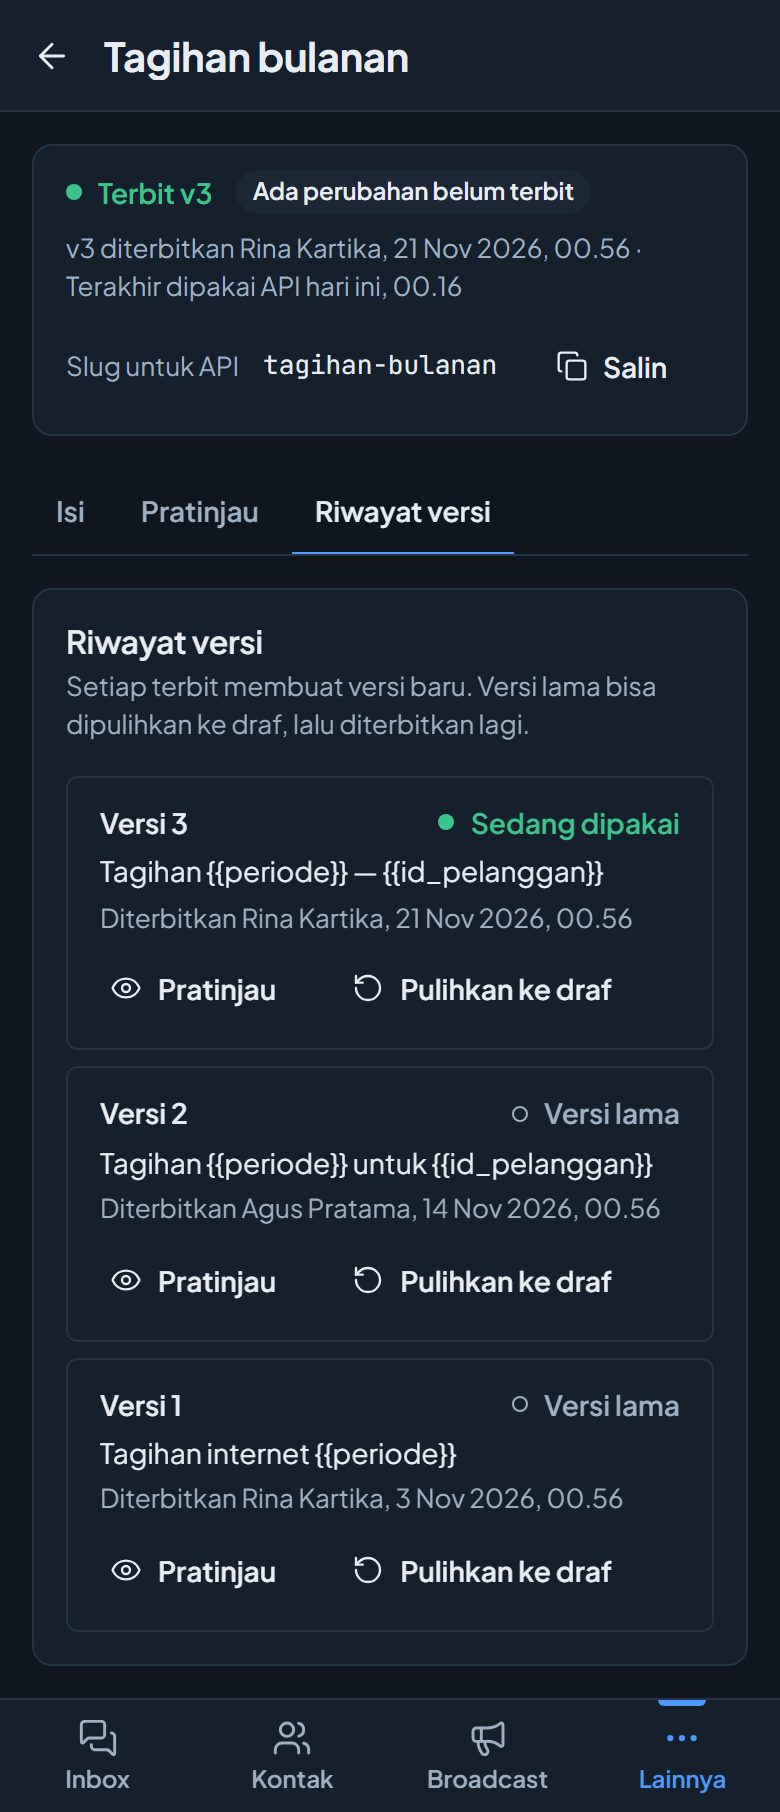 Tagihan bulanan
Terbit v3
Ada perubahan belum terbit
v3 diterbitkan Rina Kartika, 21 Nov 2026, 00.56 ·
Terakhir dipakai API hari ini, 00.16
Slug untuk API tagihan-bulanan Salin
Isi Pratinjau Riwayat versi
Riwayat versi
Setiap terbit membuat versi baru. Versi lama bisa
dipulihkan ke draf, lalu diterbitkan lagi.
Versi 3 Sedang dipakai
Tagihan {{periode}} — {{id_pelanggan}}
Diterbitkan Rina Kartika, 21 Nov 2026, 00.56
Pratinjau Pulihkan ke draf
Versi 2 Versi lama
Tagihan {{periode}} untuk {{id_pelanggan}}
Diterbitkan Agus Pratama, 14 Nov 2026, 00.56
Pratinjau Pulihkan ke draf
Versi 1 Versi lama
Tagihan internet {{periode}}
Diterbitkan Rina Kartika, 3 Nov 2026, 00.56
Pratinjau Pulihkan ke draf
Inbox Kontak Broadcast Lainnya